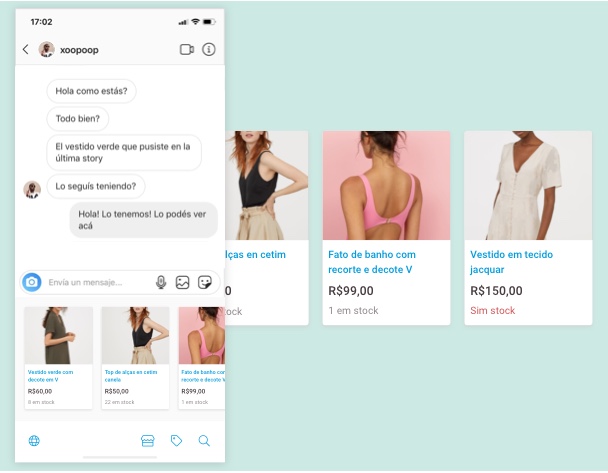 17:02
xoopoop
Hola como estás?
Todo bien?
El vestido verde que pusiste en la
última story
Lo seguís teniendo?
Hola! Lo tenemos! Lo podés ver
acá
Envía un mensaje...
Vestido verde com
decote em V
R$60,00
8 em stock
Top de alças en cetim
canela
R$50,00
22 em stock
Fato de banho com
recorte e decote V
R$99,00
1 em stock
lças en cetim
0
tock
Fato de banho com
recorte e decote V
R$99,00
1 em stock
Vestido em tecido
jacquar
R$150,00
Sim stock